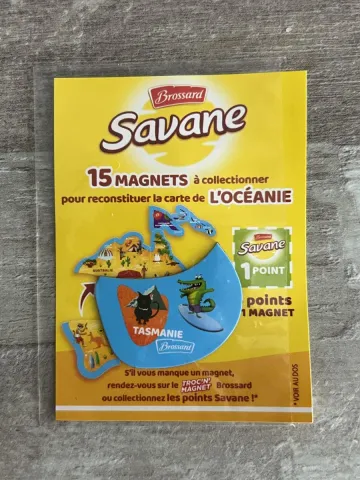 Brossard
Savane
15 MAGNETS à collectionner
pour reconstituer la carte de L'OCÉANIE
AUSTRALIE
Brossard
Savane
1 POINT
points
1 MAGNET
TASMANIE
Brossard
S'il vous manque un magnet,
rendez-vous sur le TROC'N' MAGNET Brossard
ou collectionnez les points Savane !*
* VOIR AU DOS